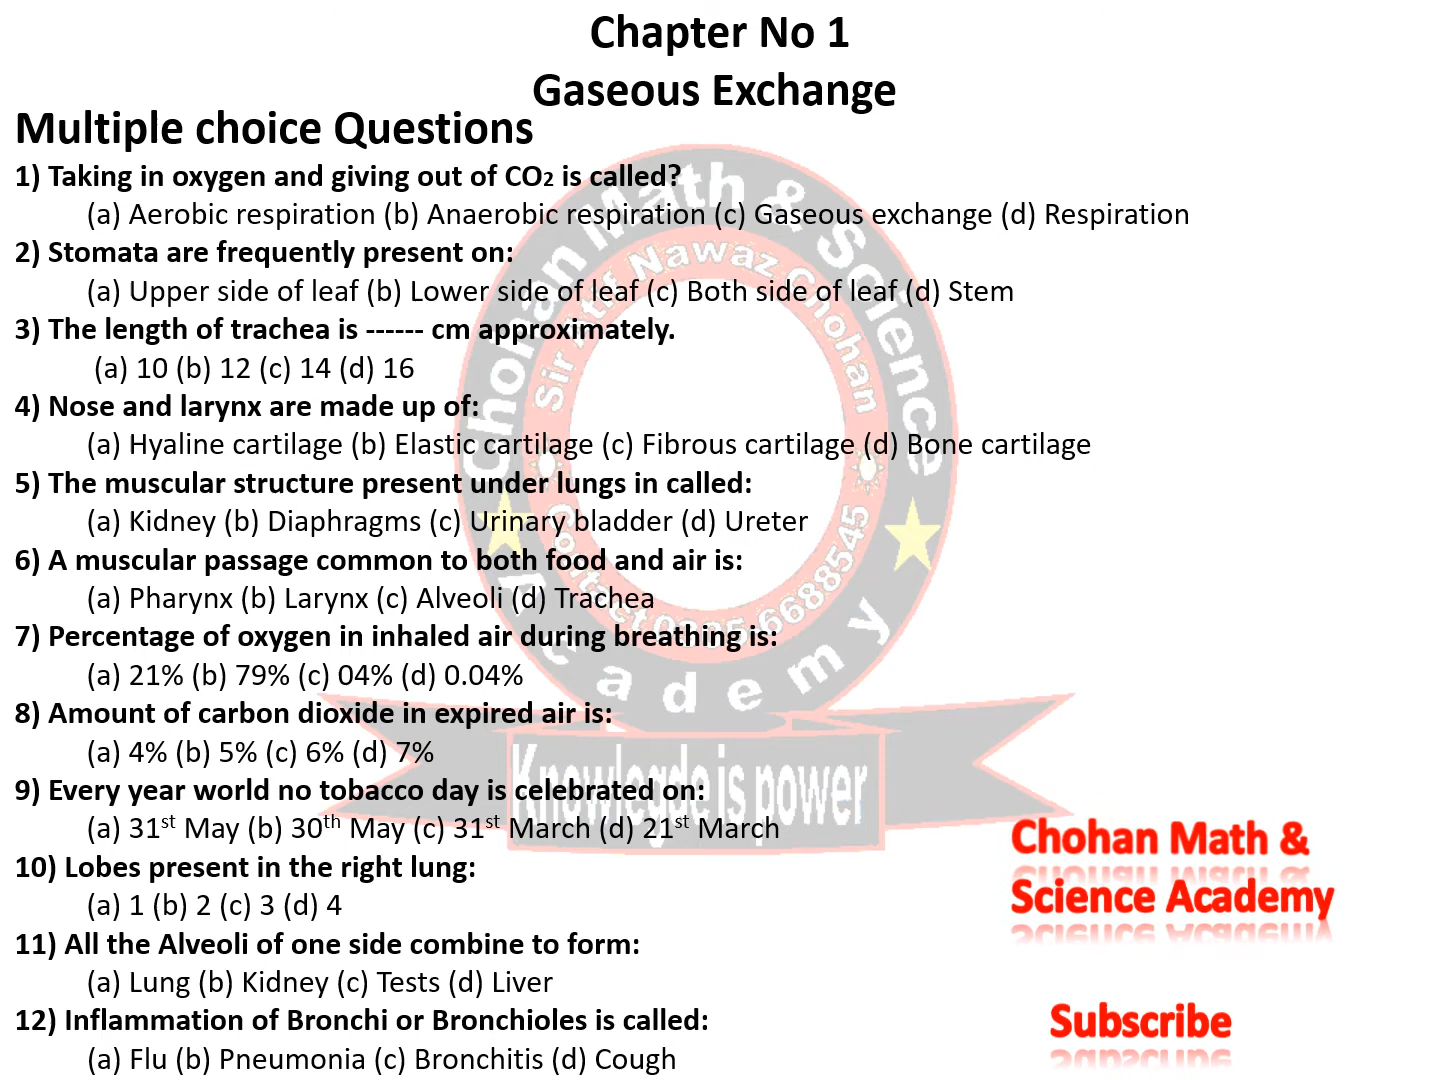 Chapter No 1
Gaseous Exchange
Multiple choice Questions
1) Taking in oxygen and giving out of CO₂ is called?
(a) Aerobic respiration (b) Anaerobic respiration (c) Gaseous exchange (d) Respiration
2) Stomata are frequently present on:
(a) Upper side of leaf (b) Lower side of leaf (c) Both side of leaf (d) Stem
3) The length of trachea is ------ cm approximately.
(a) 10 (b) 12 (c) 14 (d) 16
4) Nose and larynx are made up of:
(a) Hyaline cartilage (b) Elastic cartilage (c) Fibrous cartilage (d) Bone cartilage
5) The muscular structure present under lungs in called:
(a) Kidney (b) Diaphragms (c) Urinary bladder (d) Ureter
6) A muscular passage common to both food and air is:
(a) Pharynx (b) Larynx (c) Alveoli (d) Trachea
7) Percentage of oxygen in inhaled air during breathing is:
(a) 21% (b) 79% (c) 04% (d) 0.04%
8) Amount of carbon dioxide in expired air is:
(a) 4% (b) 5% (c) 6% (d) 7%
9) Every year world no tobacco day is celebrated on:
(a) 31st May (b) 30th May (c) 31st March (d) 21st March
10) Lobes present in the right lung:
(a) 1 (b) 2 (c) 3 (d) 4
11) All the Alveoli of one side combine to form:
(a) Lung (b) Kidney (c) Tests (d) Liver
12) Inflammation of Bronchi or Bronchioles is called:
(a) Flu (b) Pneumonia (c) Bronchitis (d) Cough
Chohan Math & Science
Academy
Sir Atif Nawaz Chohan
Knowlegde is power
Chohan Math &
Science Academy
Subscribe